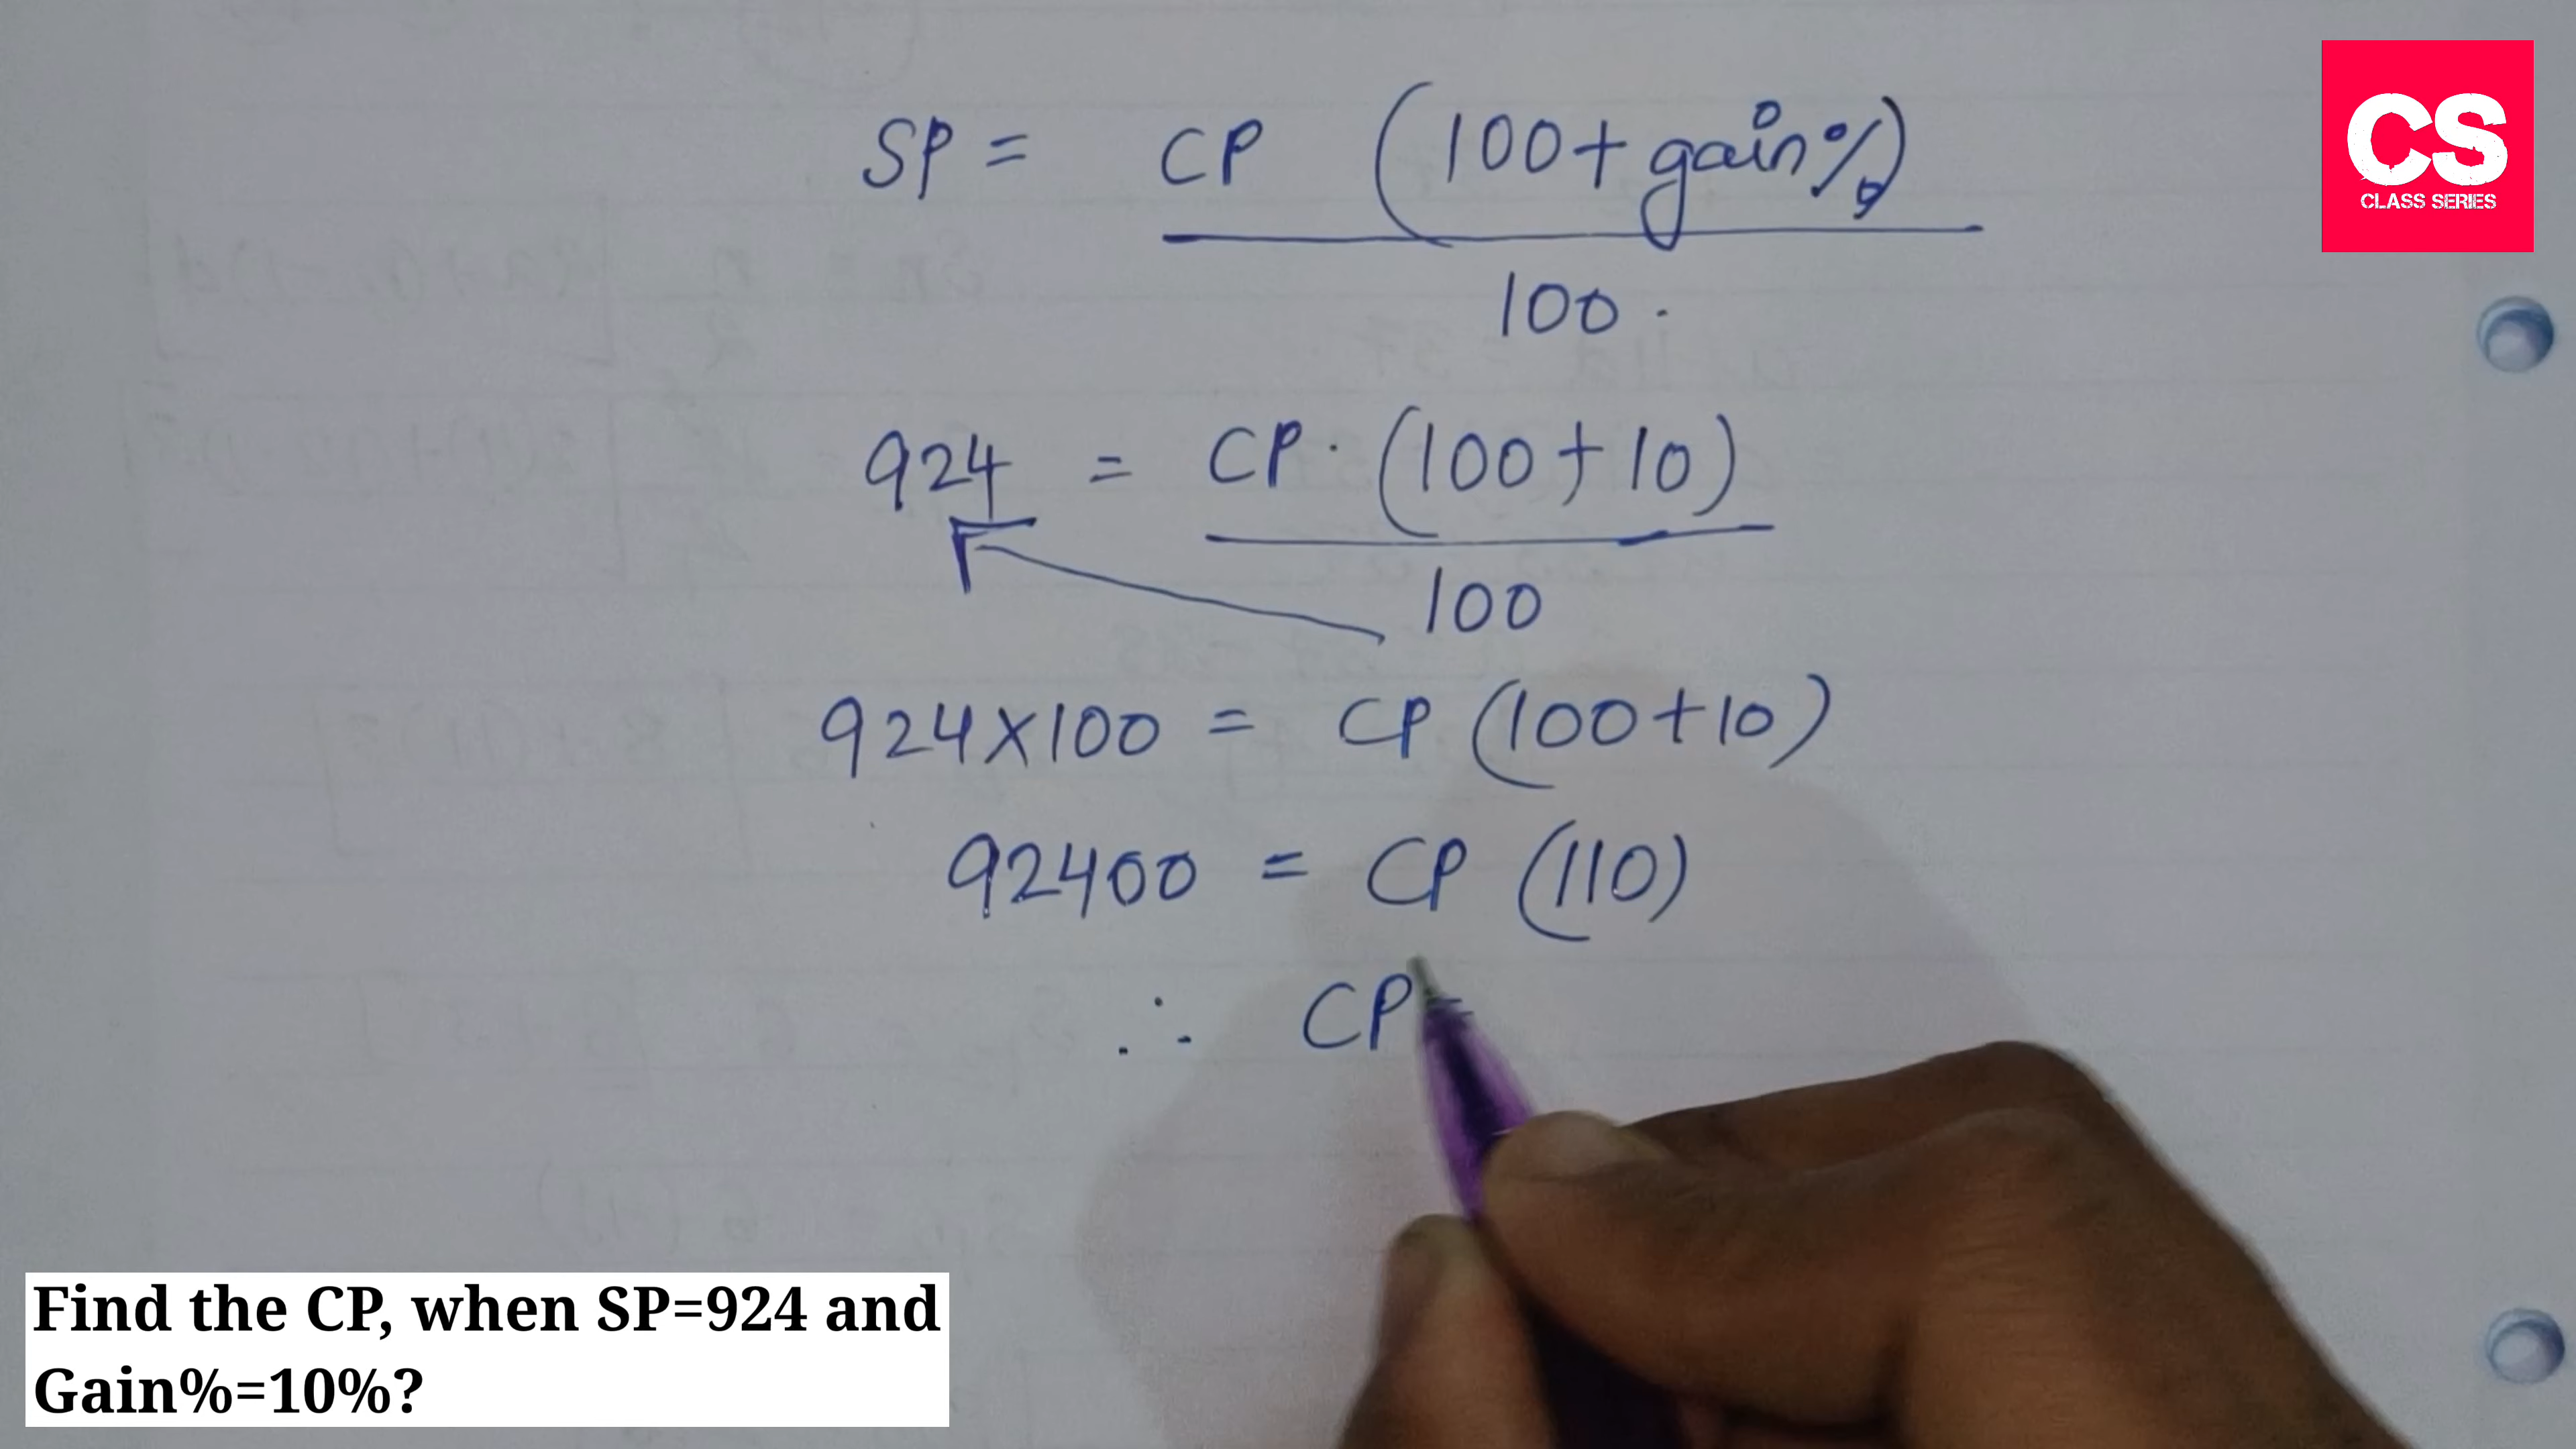 SP = CP (100 + gain%)
100.
924 = CP. (100 + 10)
100
924 x 100 = CP (100 + 10)
92400 = CP (110)
∴ CP =
CS
CLASS SERIES
Find the CP, when SP=924 and
Gain%=10%?